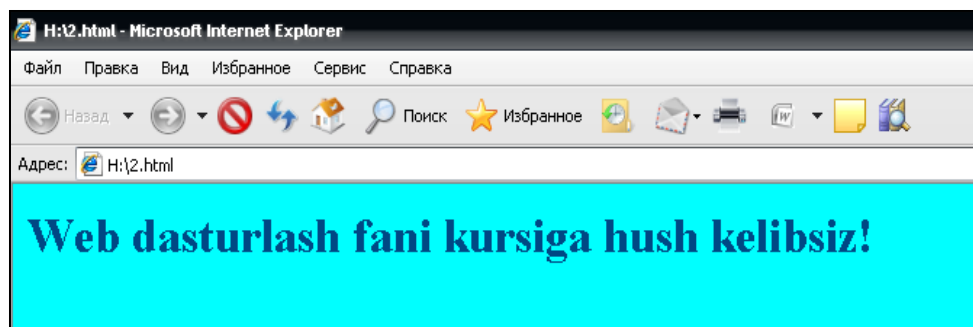 H:\2.html - Microsoft Internet Explorer
Файл Правка Вид Избранное Сервис Справка
Назад Поиск Избранное W
Адрес: H:\2.html
Web dasturlash fani kursiga hush kelibsiz!